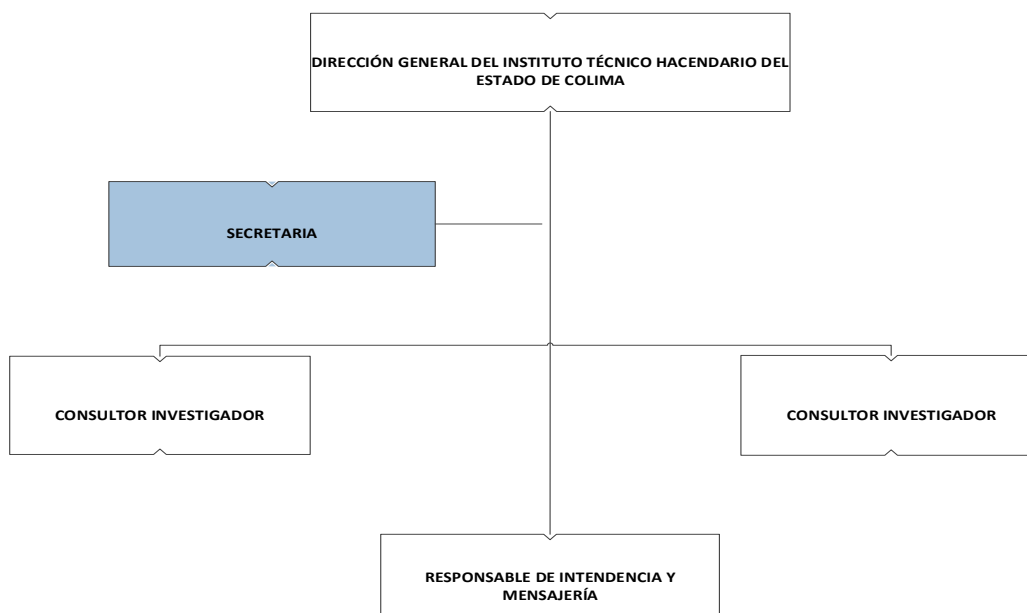 DIRECCIÓN GENERAL DEL INSTITUTO TÉCNICO HACENDARIO DEL
ESTADO DE COLIMA
SECRETARIA
CONSULTOR INVESTIGADOR
CONSULTOR INVESTIGADOR
RESPONSABLE DE INTENDENCIA Y
MENSAJERÍA